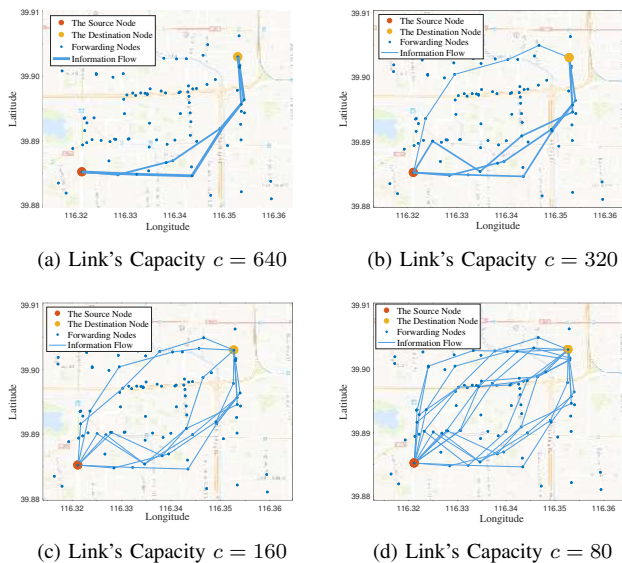 39.91
39.90
39.89
39.88
Latitude
The Source Node
The Destination Node
Forwarding Nodes
Information Flow
116.32 116.33 116.34 116.35 116.36
Longitude
(a) Link's Capacity c = 640
39.91
39.90
39.89
39.88
Latitude
The Source Node
The Destination Node
Forwarding Nodes
Information Flow
116.32 116.33 116.34 116.35 116.36
Longitude
(b) Link's Capacity c = 320
39.91
39.90
39.89
39.88
Latitude
The Source Node
The Destination Node
Forwarding Nodes
Information Flow
116.32 116.33 116.34 116.35 116.36
Longitude
(c) Link's Capacity c = 160
39.91
39.90
39.89
39.88
Latitude
The Source Node
The Destination Node
Forwarding Nodes
Information Flow
116.32 116.33 116.34 116.35 116.36
Longitude
(d) Link's Capacity c = 80